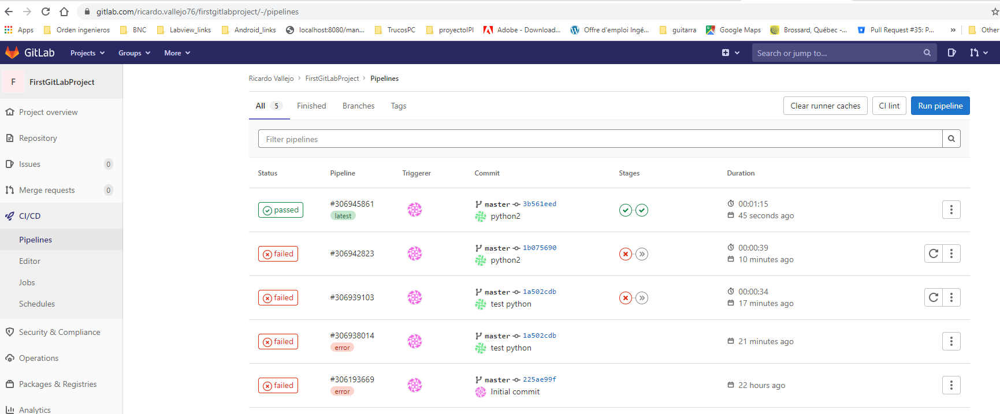 gitlab.com/ricardo.vallejo76/firstgitlabproject/-/pipelines
Apps Orden ingenieros BNC Labview_links Android_links localhost:8080/man... TrucosPC proyectoIPI Adobe - Download... Offre d'emploi Ingé... guitarra Google Maps Brossard, Québec -... Pull Request #35: P... » Other
GitLab Projects Groups More Search or jump to...
F FirstGitLabProject
Project overview
Repository
Issues 0
Merge requests 0
CI/CD
Pipelines
Editor
Jobs
Schedules
Security & Compliance
Operations
Packages & Registries
Analytics
Ricardo Vallejo > FirstGitLabProject > Pipelines
All 5 Finished Branches Tags Clear runner caches CI lint Run pipeline
Filter pipelines
Status Pipeline Triggerer Commit Stages Duration
passed #306945861 latest master 3b561eed python2 00:01:15 45 seconds ago
failed #306942823 master 1b075690 python2 00:00:39 10 minutes ago
failed #306939103 master 1a502cdb test python 00:00:34 17 minutes ago
failed #306938014 error master 1a502cdb test python 21 minutes ago
failed #306193669 error master 225ae99f Initial commit 22 hours ago